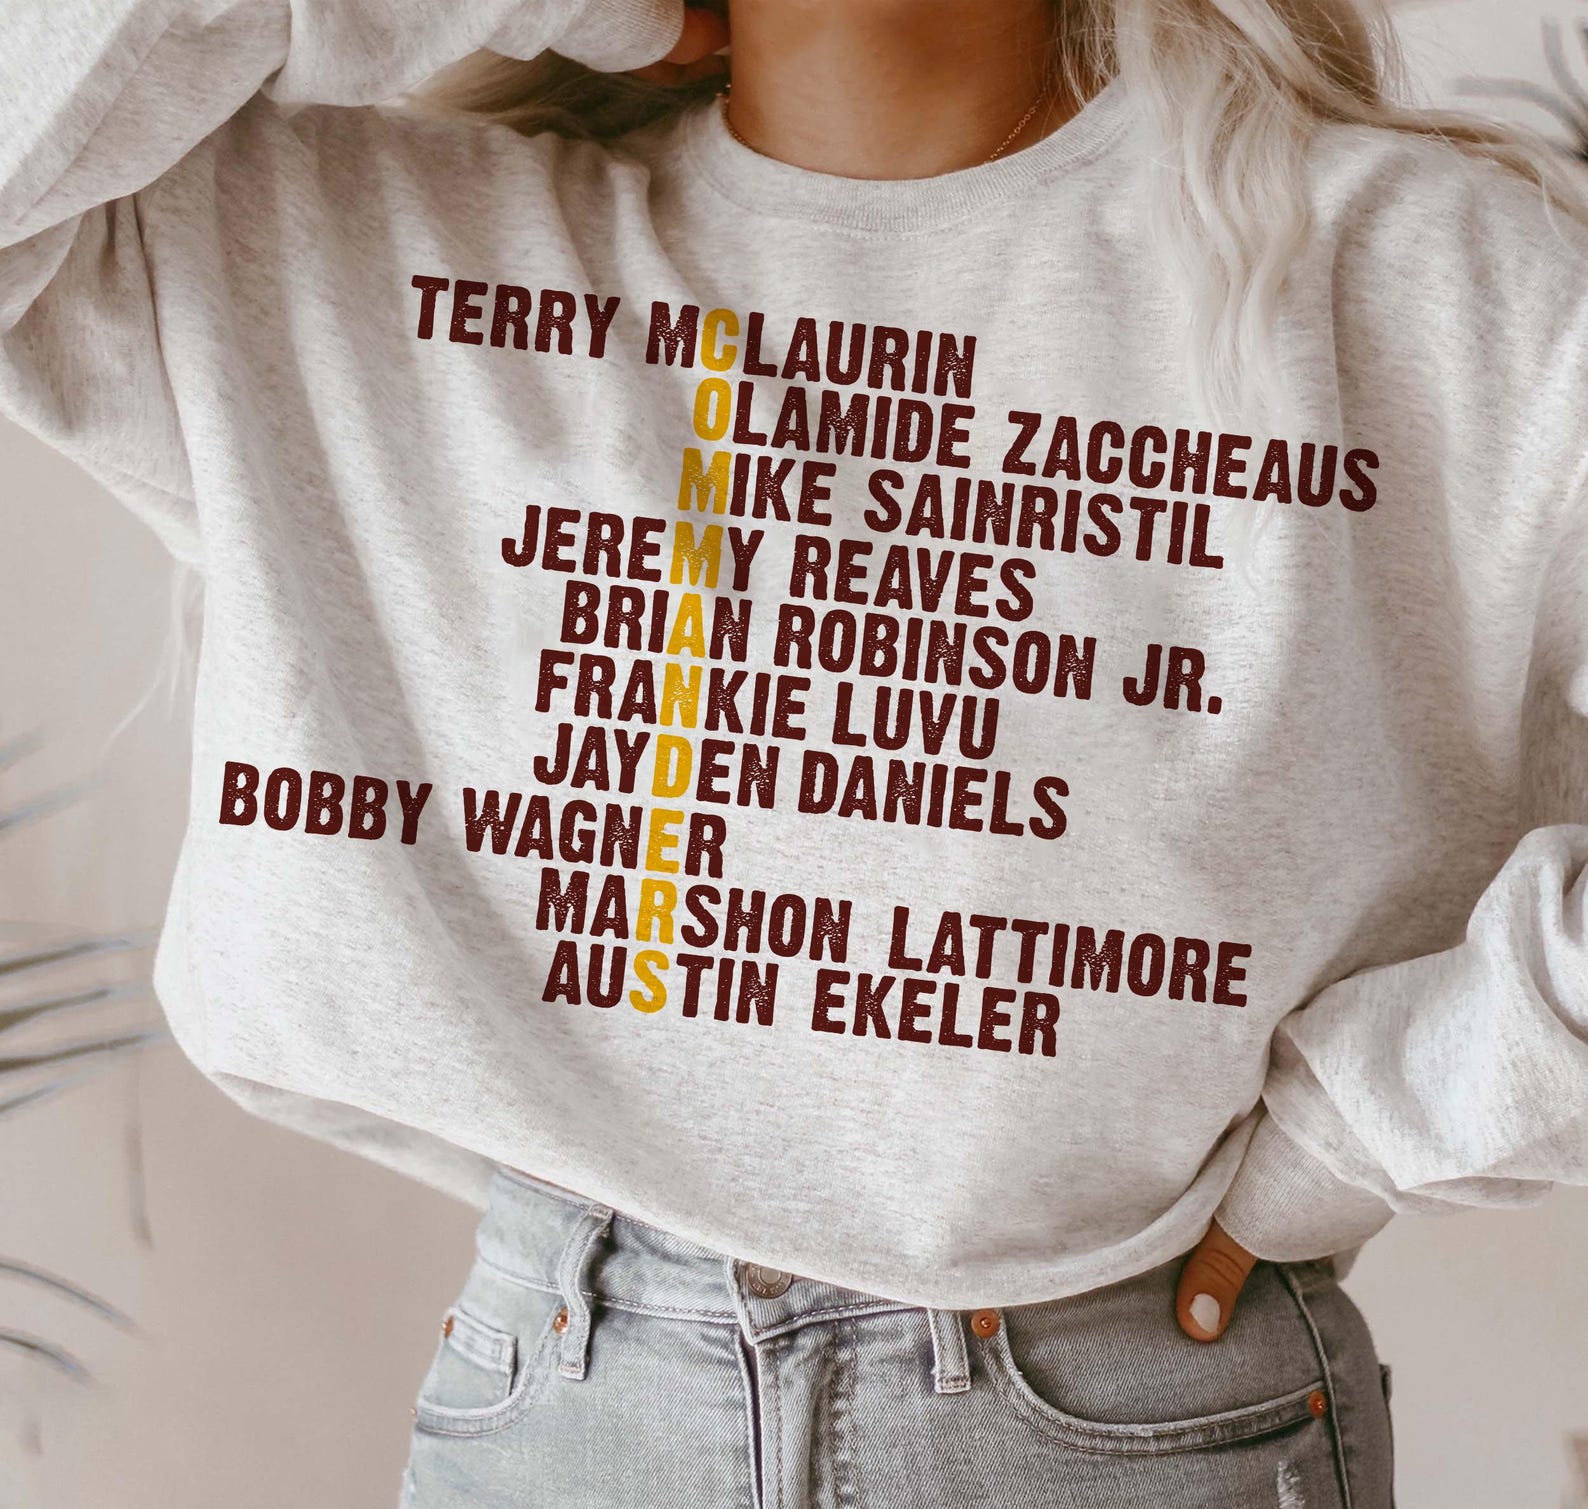 TERRY MCLAURIN
OLAMIDE ZACCHEAUS
MIKE SAINRISTIL
JEREMY REAVES
BRIAN ROBINSON JR.
FRANKIE LUVU
JAYDEN DANIELS
BOBBY WAGNER
MARSHON LATTIMORE
AUSTIN EKELER